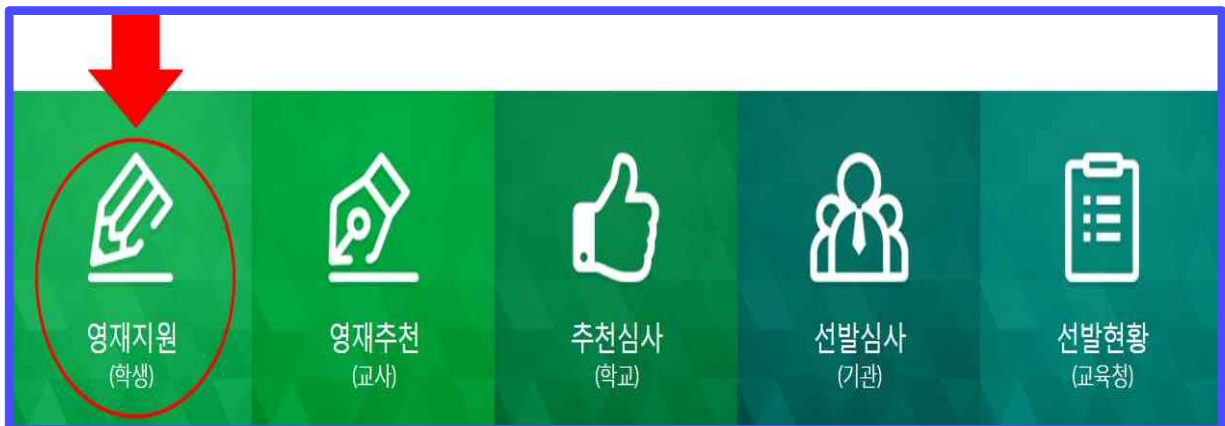 영재지원
(학생)
영재추천
(교사)
추천심사
(학교)
선발심사
(기관)
선발현황
(교육청)